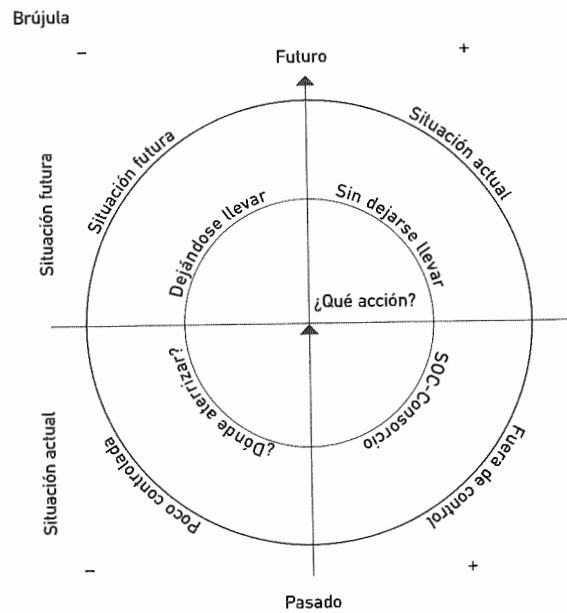 Brújula
–
+
Futuro
Situación futura
Situación actual
Situación futura
Dejándose llevar
Sin dejarse llevar
¿Qué acción?
Situación actual
¿Dónde aterrizar?
SOC-Consorcio
Poco controlada
Fuera de control
–
+
Pasado